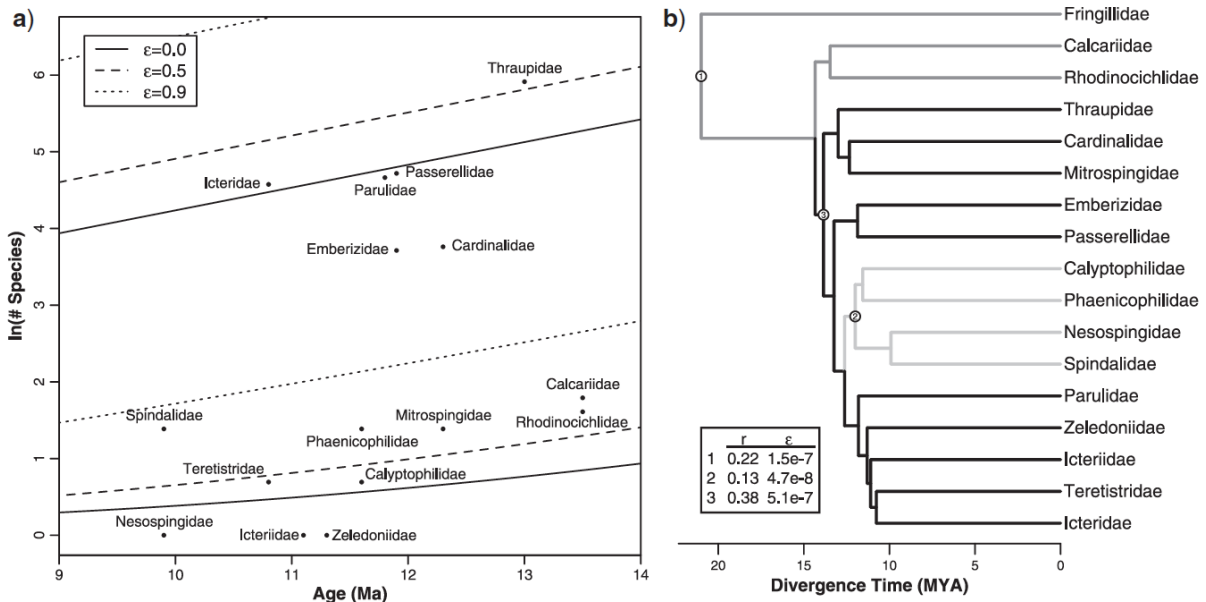 a)
ε=0.0
ε=0.5
ε=0.9
ln(# Species)
6
5
4
3
2
1
0
Thraupidae
Icteridae
Passerellidae
Parulidae
Emberizidae
Cardinalidae
Calcariidae
Spindalidae
Mitrospingidae
Rhodinocichlidae
Phaenicophilidae
Teretistridae
Calyptophilidae
Nesospingidae
Icteriidae
Zeledoniidae
9 10 11 12 13 14
Age (Ma)
b)
Fringillidae
Calcariidae
1
Rhodinocichlidae
Thraupidae
Cardinalidae
Mitrospingidae
Emberizidae
3
Passerellidae
Calyptophilidae
Phaenicophilidae
2
Nesospingidae
Spindalidae
Parulidae
Zeledoniidae
Icteriidae
Teretistridae
Icteridae
r ε
1 0.22 1.5e-7
2 0.13 4.7e-8
3 0.38 5.1e-7
20 15 10 5 0
Divergence Time (MYA)